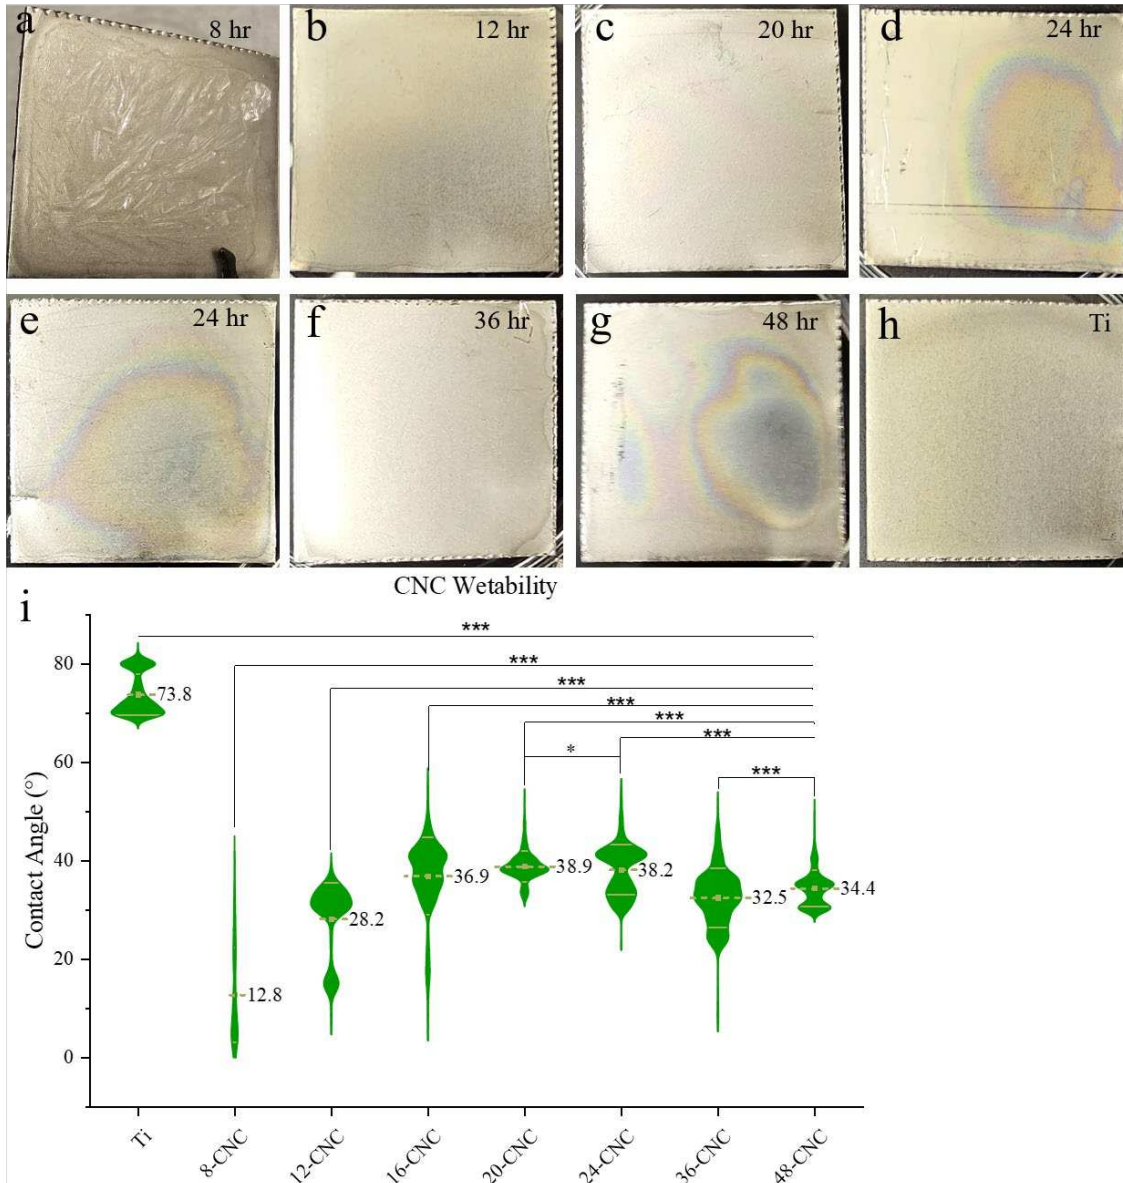 a 8 hr b 12 hr c 20 hr d 24 hr
e 24 hr f 36 hr g 48 hr h Ti
i CNC Wetability
***
***
***
***
***
***
*
***
80
60
40
20
0
Contact Angle (°)
73.8
12.8
28.2
36.9
38.9
38.2
32.5
34.4
Ti
8-CNC
12-CNC
16-CNC
20-CNC
24-CNC
36-CNC
48-CNC